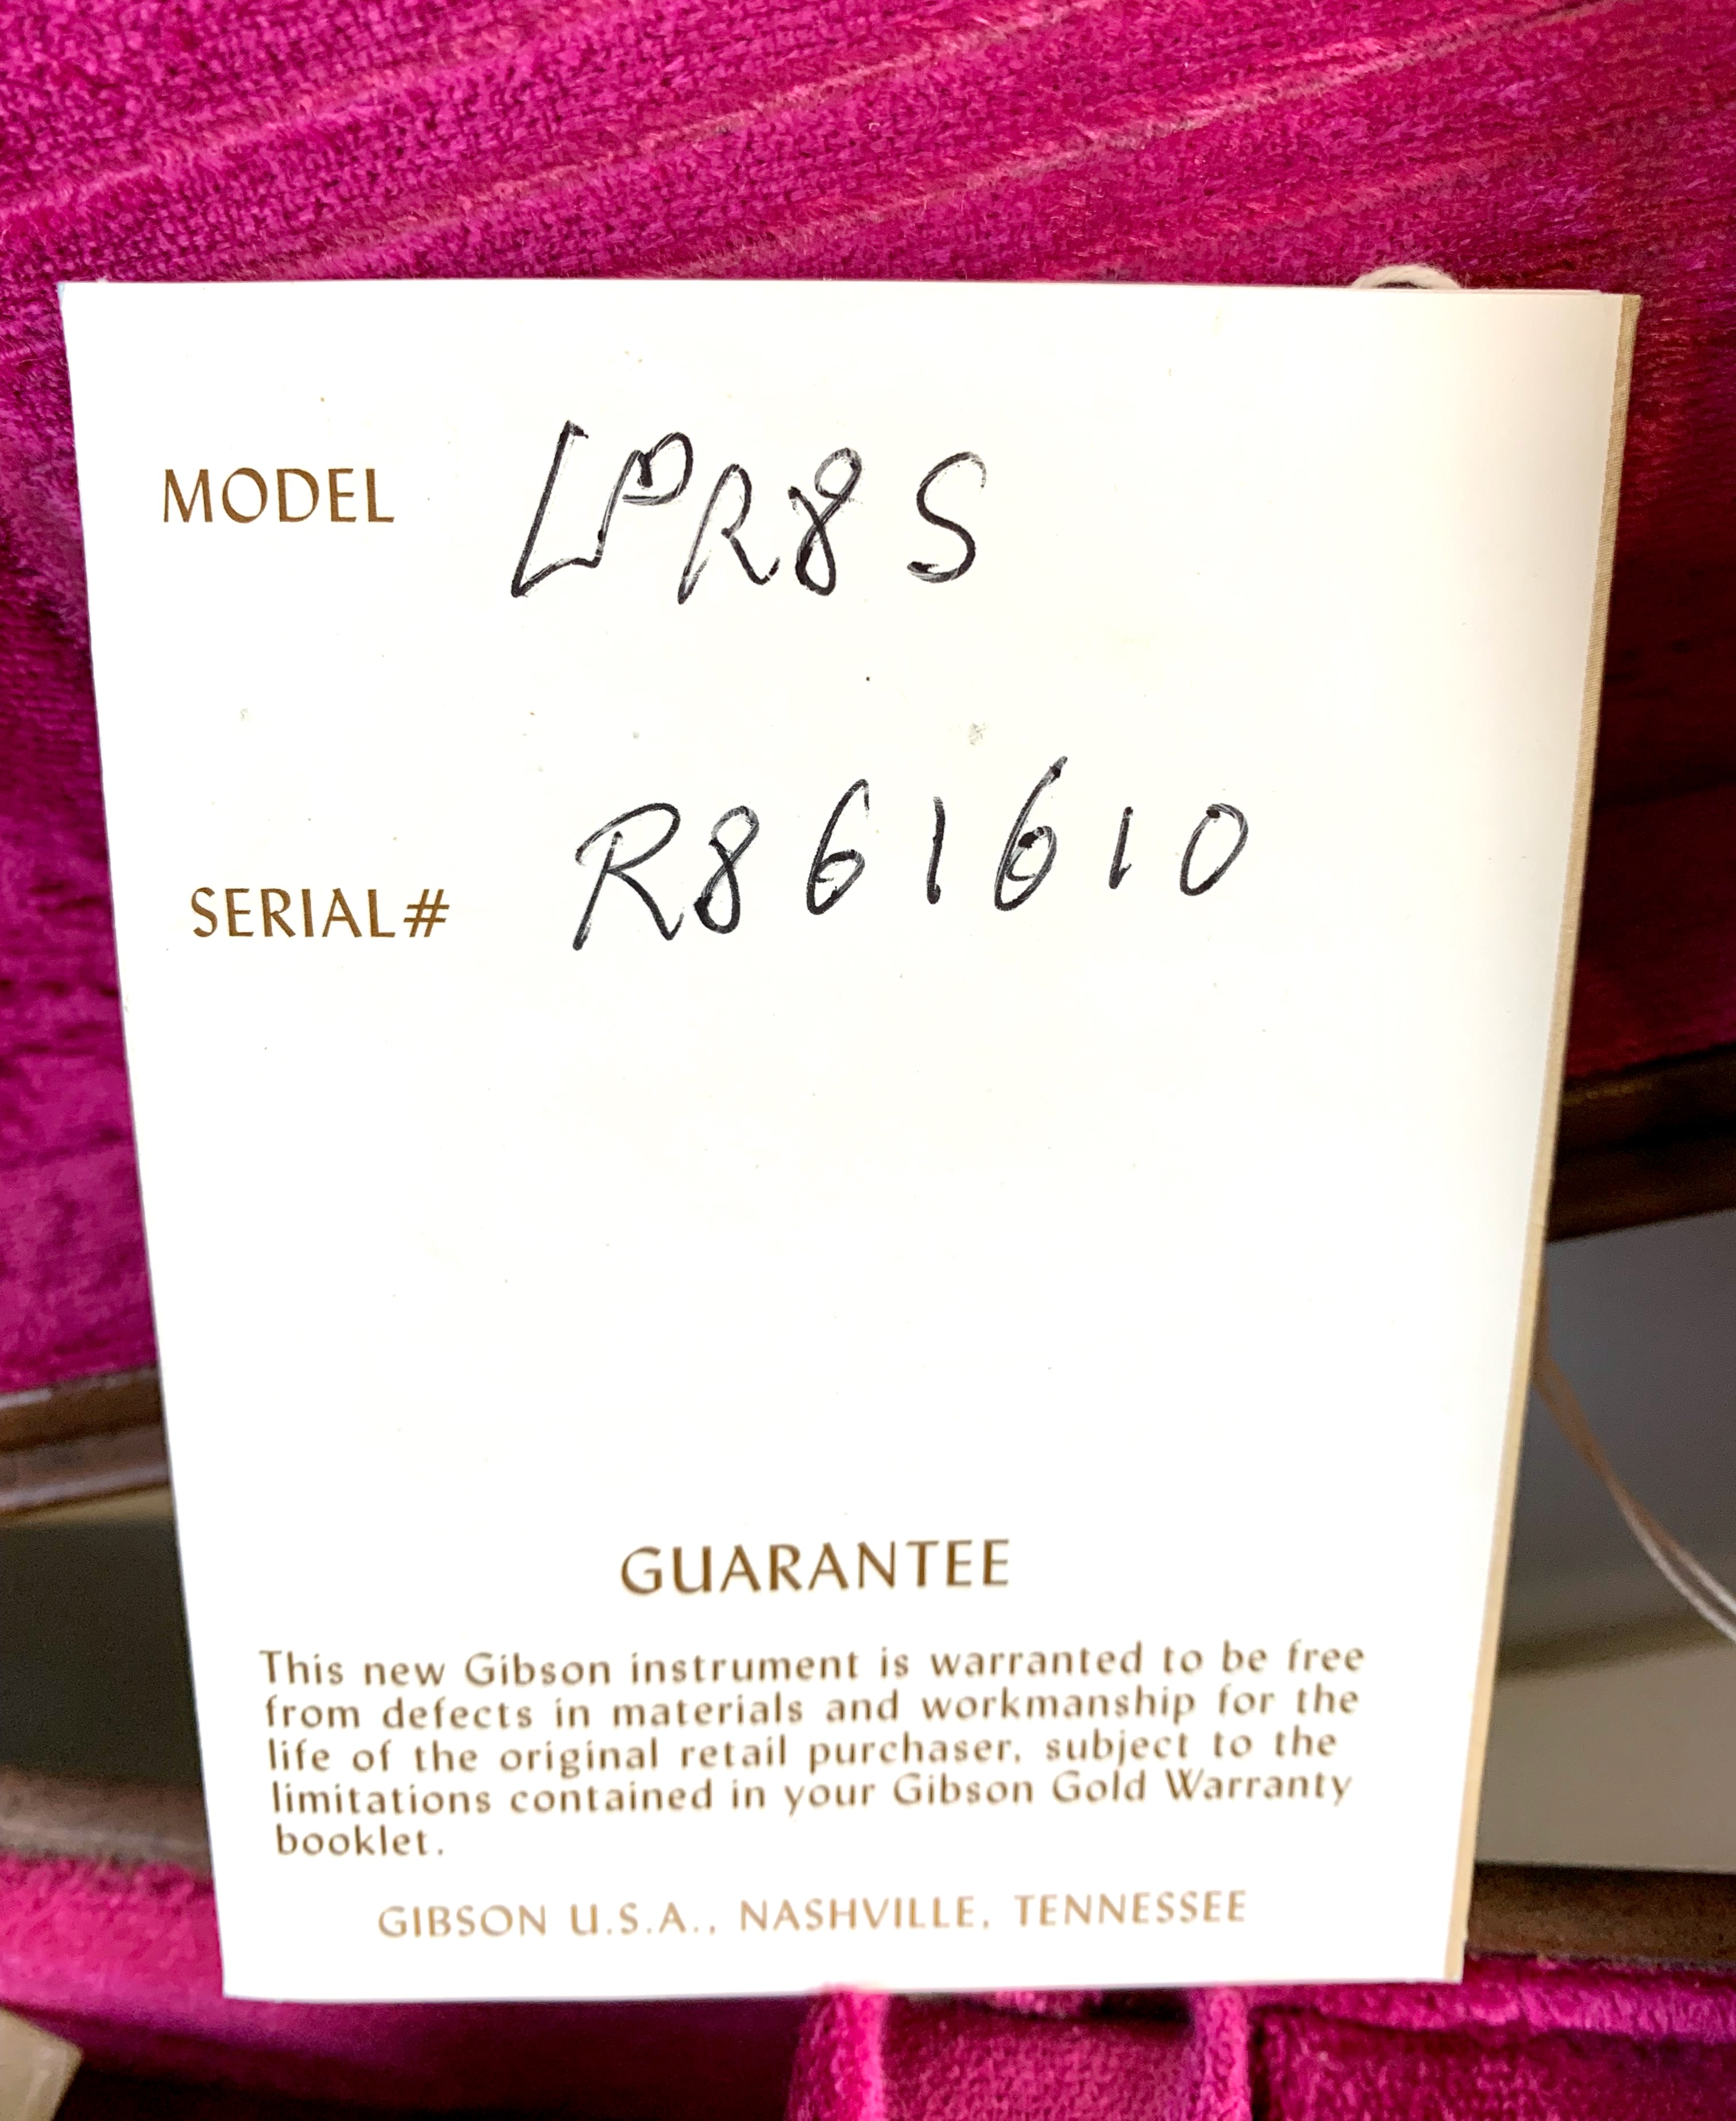 MODEL LPR8 S
SERIAL# R861610
GUARANTEE
This new Gibson instrument is warranted to be free
from defects in materials and workmanship for the
life of the original retail purchaser, subject to the
limitations contained in your Gibson Gold Warranty
booklet.
GIBSON U.S.A., NASHVILLE, TENNESSEE